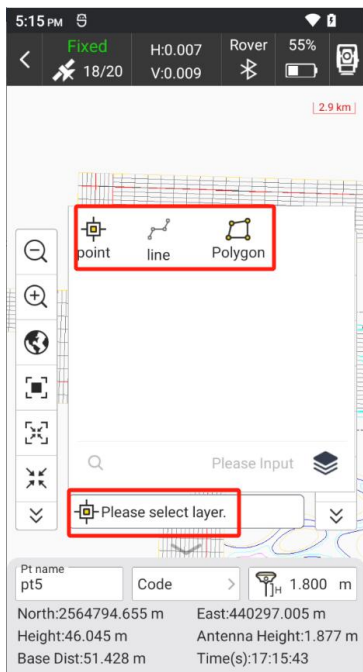 5:15 PM
Fixed
18/20
H:0.007
V:0.009
Rover
55%
2.9 km
point
line
Polygon
Please Input
Please select layer.
Pt name
pt5
Code
H 1.800 m
North:2564794.655 m
East:440297.005 m
Height:46.045 m
Antenna Height:1.877 m
Base Dist:51.428 m
Time(s):17:15:43